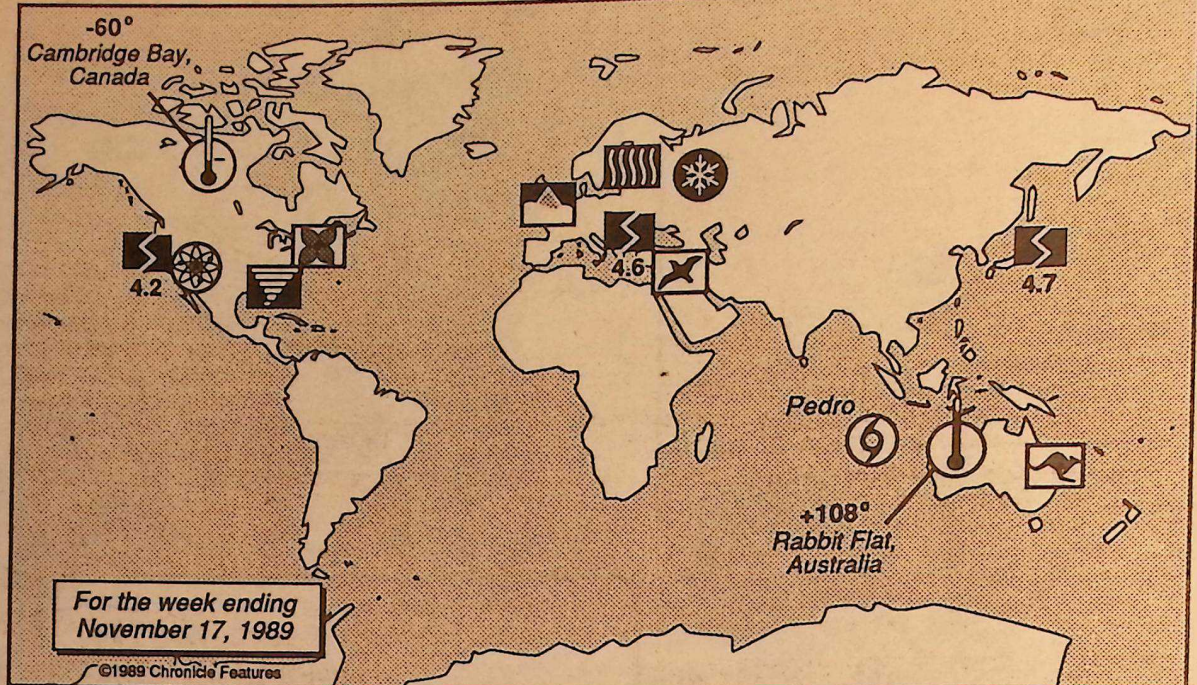 -60°
Cambridge Bay,
Canada
4.2
4.6
4.7
Pedro
+108°
Rabbit Flat,
Australia
For the week ending
November 17, 1989
©1989 Chronicle Features